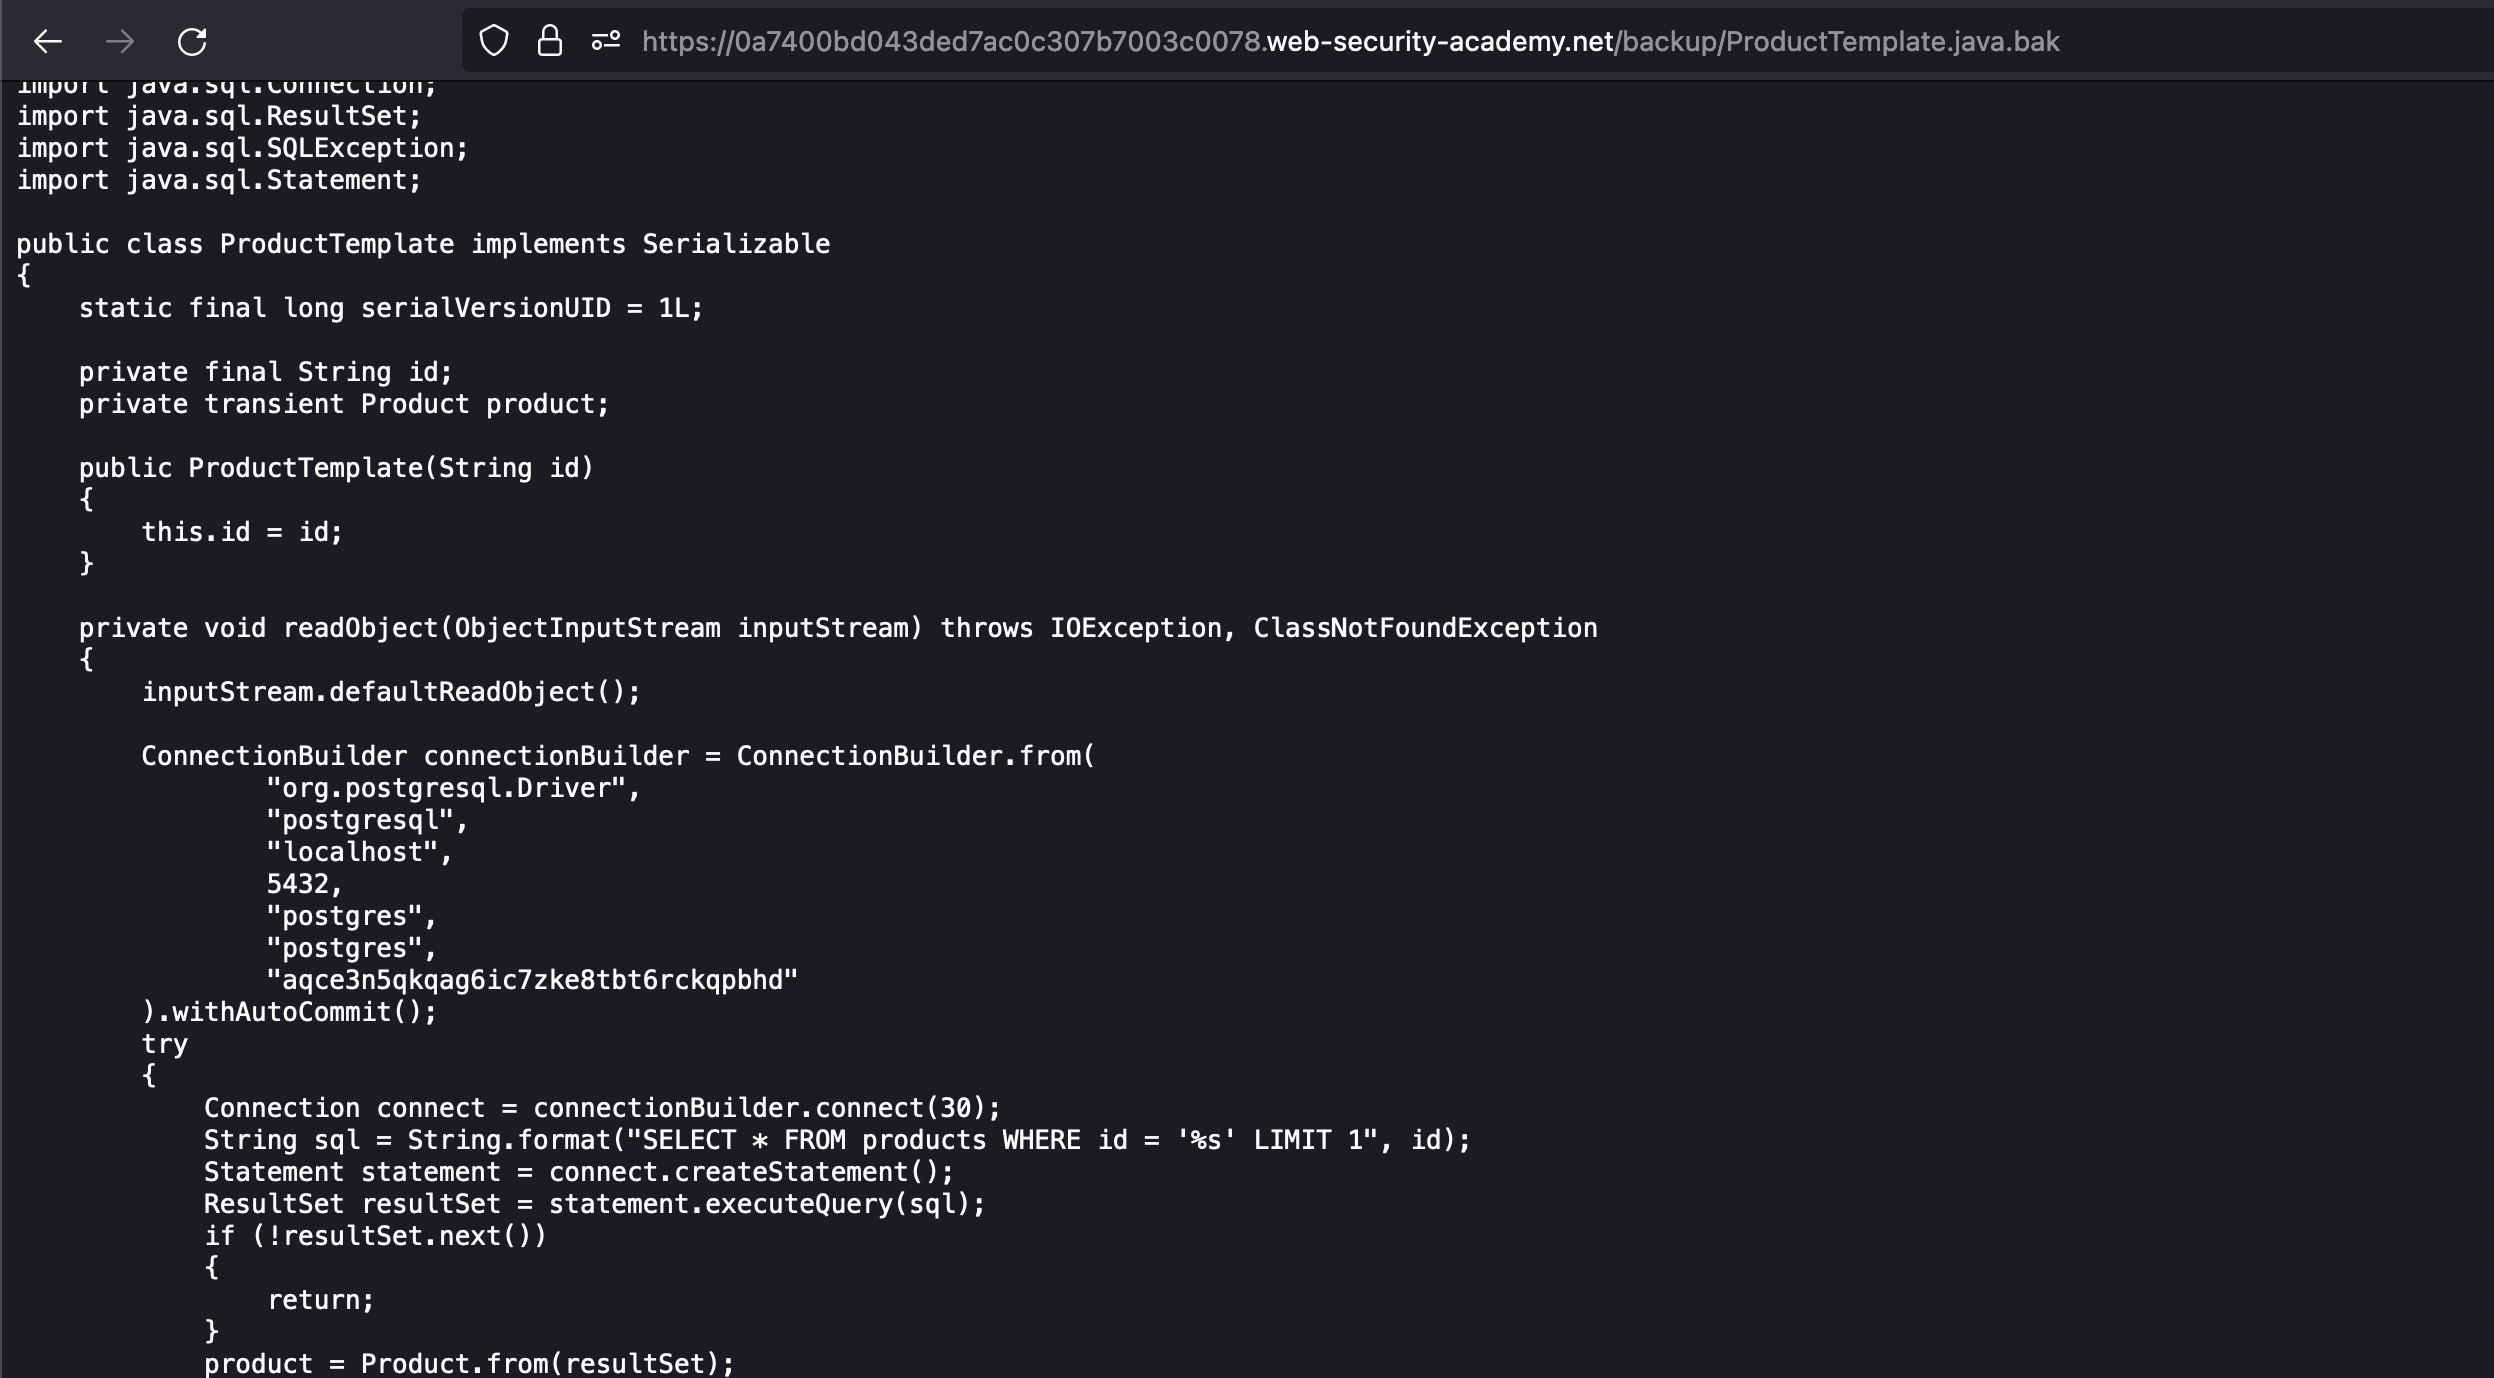 https://0a7400bd043ded7ac0c307b7003c0078.web-security-academy.net/backup/ProductTemplate.java.bak
import java.sql.Connection;
import java.sql.ResultSet;
import java.sql.SQLException;
import java.sql.Statement;

public class ProductTemplate implements Serializable
{
    static final long serialVersionUID = 1L;

    private final String id;
    private transient Product product;

    public ProductTemplate(String id)
    {
        this.id = id;
    }

    private void readObject(ObjectInputStream inputStream) throws IOException, ClassNotFoundException
    {
        inputStream.defaultReadObject();

        ConnectionBuilder connectionBuilder = ConnectionBuilder.from(
                "org.postgresql.Driver",
                "postgresql",
                "localhost",
                5432,
                "postgres",
                "postgres",
                "aqce3n5qkqag6ic7zke8tbt6rckqpbhd"
        ).withAutoCommit();
        try
        {
            Connection connect = connectionBuilder.connect(30);
            String sql = String.format("SELECT * FROM products WHERE id = '%s' LIMIT 1", id);
            Statement statement = connect.createStatement();
            ResultSet resultSet = statement.executeQuery(sql);
            if (!resultSet.next())
            {
                return;
            }
            product = Product.from(resultSet);